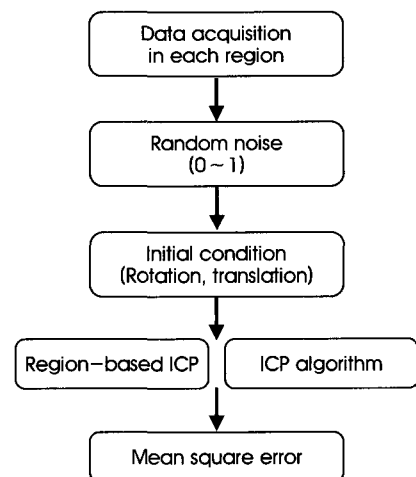 Data acquisition
in each region
Random noise
(0~1)
Initial condition
(Rotation, translation)
Region-based ICP
ICP algorithm
Mean square error